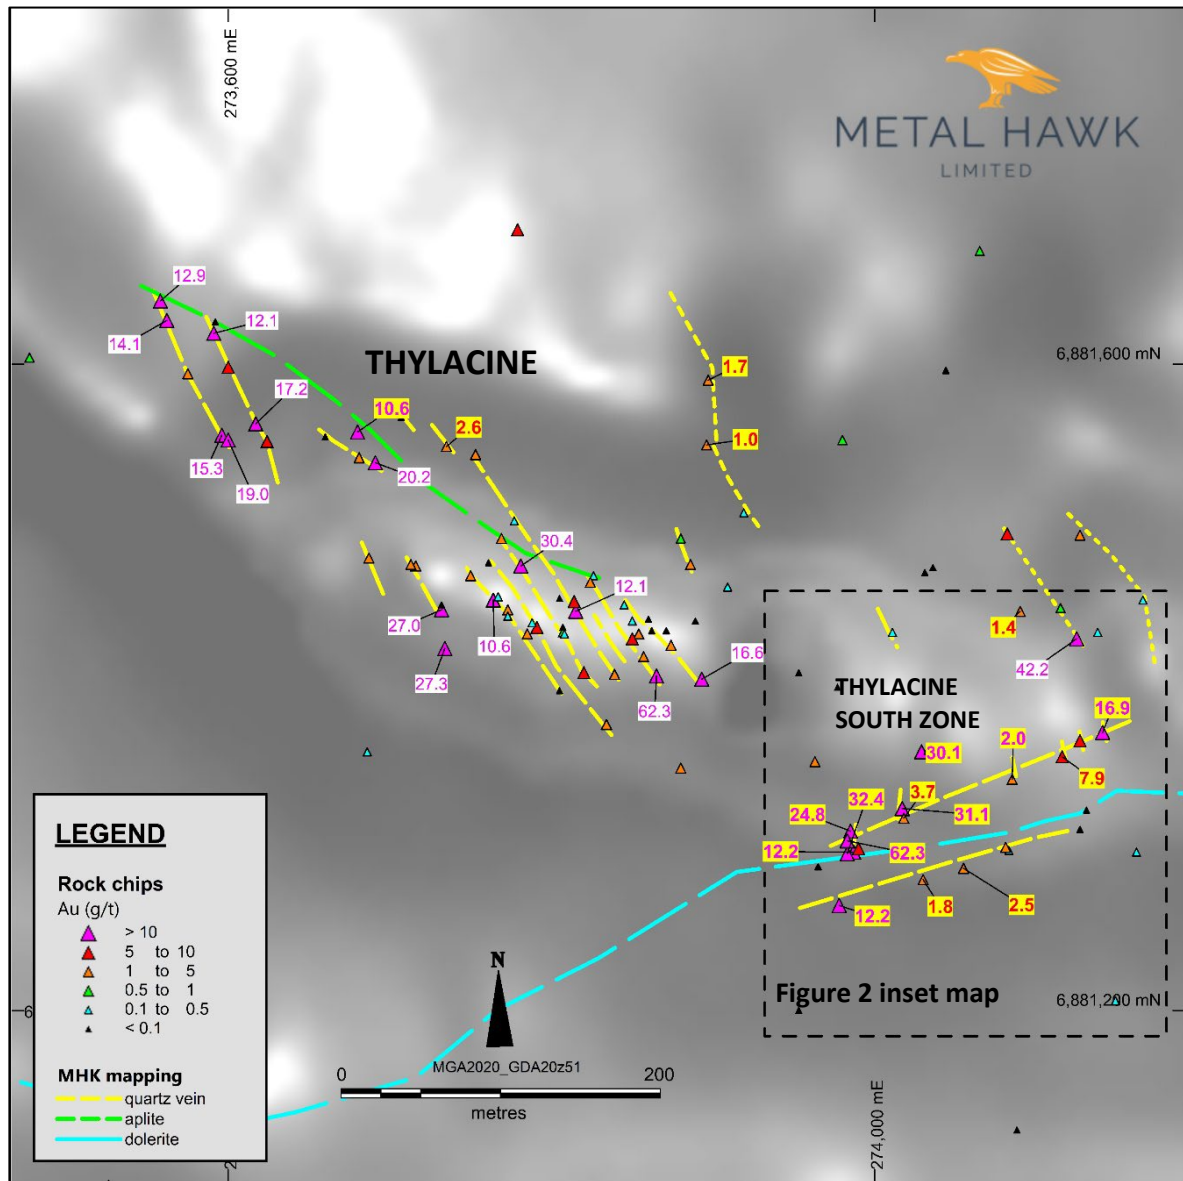 273,600 mE
METAL HAWK
LIMITED
12.9
14.1
12.1
THYLACINE
6,881,600 mN
1.7
17.2
10.6
2.6
1.0
15.3
20.2
19.0
30.4
12.1
27.0
10.6
1.4
27.3
16.6
42.2
62.3
THYLACINE
SOUTH ZONE
16.9
30.1
2.0
7.9
3.7
32.4
24.8
31.1
12.2
62.3
1.8
2.5
12.2
Figure 2 inset map
6,881,200 mN
N
MGA2020_GDA20z51
0 200
metres
274,000 mE
LEGEND
Rock chips
Au (g/t)
> 10
5 to 10
1 to 5
0.5 to 1
0.1 to 0.5
< 0.1
MHK mapping
quartz vein
aplite
dolerite
6
2